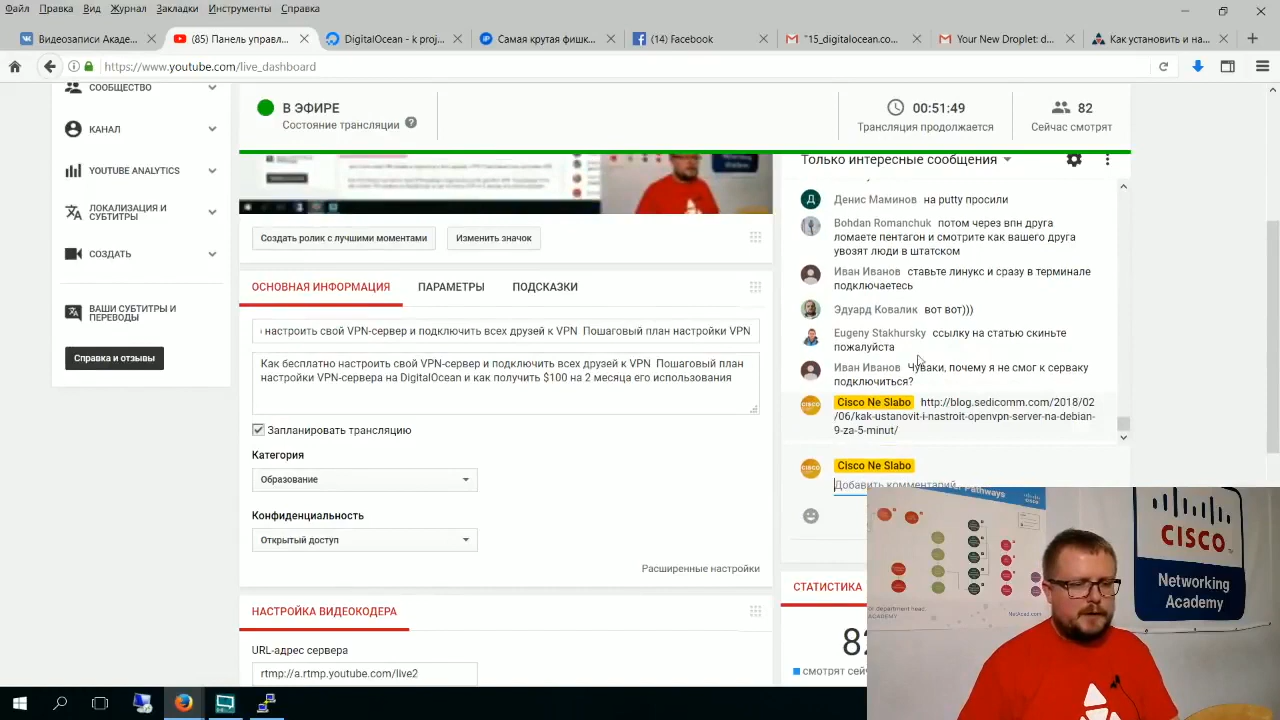 Файл Правка Вид Журнал Закладки Инструменты Справка
Видеозаписи Акаде...
(85) Панель управл...
DigitalOcean - k proj...
Самая крутая фишк...
(14) Facebook
"15_digitalocean.co...
Your New Droplet: d...
Как установить и на...
https://www.youtube.com/live_dashboard
СООБЩЕСТВО
КАНАЛ
YOUTUBE ANALYTICS
ЛОКАЛИЗАЦИЯ И
СУБТИТРЫ
СОЗДАТЬ
ВАШИ СУБТИТРЫ И
ПЕРЕВОДЫ
Справка и отзывы
В ЭФИРЕ
Состояние трансляции ?
00:51:49
Трансляция продолжается
82
Сейчас смотрят
Создать ролик с лучшими моментами
Изменить значок
ОСНОВНАЯ ИНФОРМАЦИЯ ПАРАМЕТРЫ ПОДСКАЗКИ
настроить свой VPN-сервер и подключить всех друзей к VPN Пошаговый план настройки VPN
Как бесплатно настроить свой VPN-сервер и подключить всех друзей к VPN Пошаговый план
настройки VPN-сервера на DigitalOcean и как получить $100 на 2 месяца его использования
Запланировать трансляцию
Категория
Образование
Конфиденциальность
Открытый доступ
Расширенные настройки
НАСТРОЙКА ВИДЕОКОДЕРА
URL-адрес сервера
rtmp://a.rtmp.youtube.com/live2
Только интересные сообщения
Д
Денис Маминов на putty просили
Bohdan Romanchuk потом через впн друга
ломаете пентагон и смотрите как вашего друга
увозят люди в штатском
Иван Иванов ставьте линукс и сразу в терминале
подключаетесь
Эдуард Ковалик вот вот)))
Eugeny Stakhursky ссылку на статью скиньте
пожалуйста
Иван Иванов Чуваки, почему я не смог к серваку
подключиться?
Cisco Ne Slabo http://blog.sedicomm.com/2018/02
/06/kak-ustanovit-i-nastroit-openvpn-server-na-debian-
9-za-5-minut/
Cisco Ne Slabo
Добавить комментарий...
СТАТИСТИКА
82
смотрят сей
Pathways
CISCO
Networking
Academy
NetAcad.com
department head:
ACADEMY